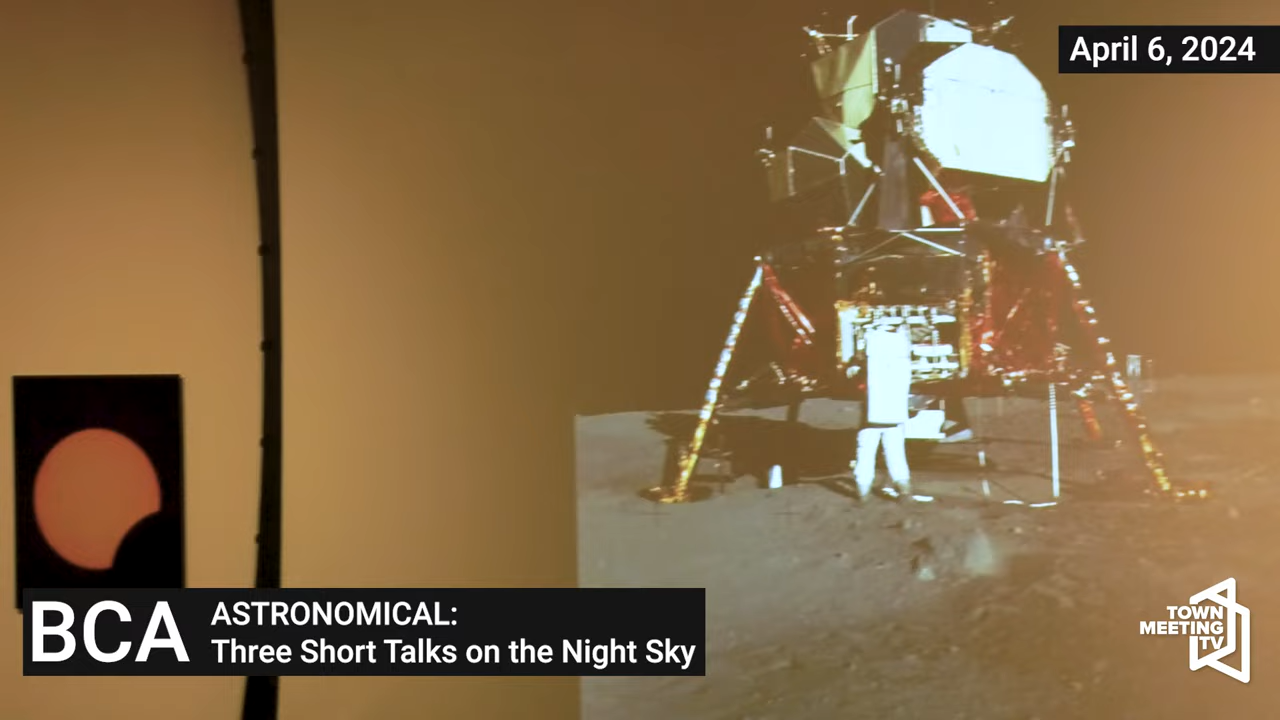 April 6, 2024
BCA
ASTRONOMICAL:
Three Short Talks on the Night Sky
TOWN
MEETING
TV